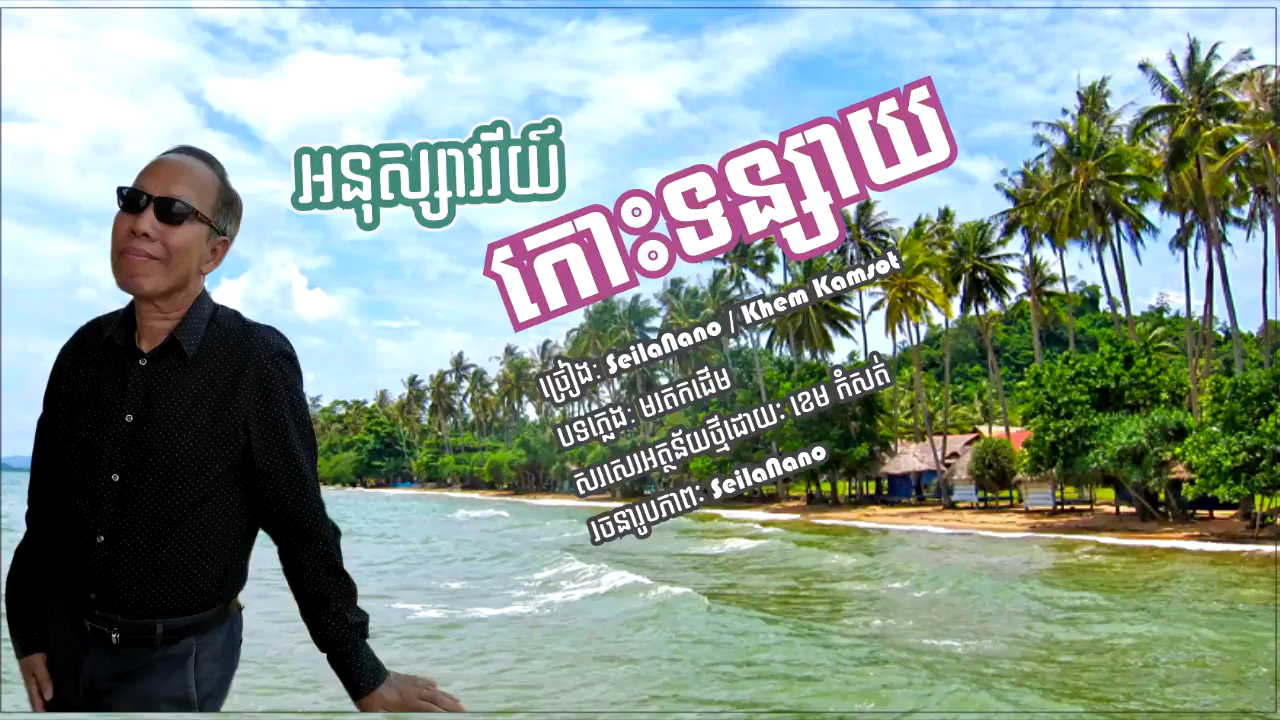 អនុស្សាវរីយ៍
កោះទន្សាយ
ច្រៀង: SeilaNano / Khem Kamsot
បទភ្លេង: មរតកដើម
សរសេរអត្ថន័យថ្មីដោយ: ខេម កំសត់
រចនារូបភាព: SeilaNano